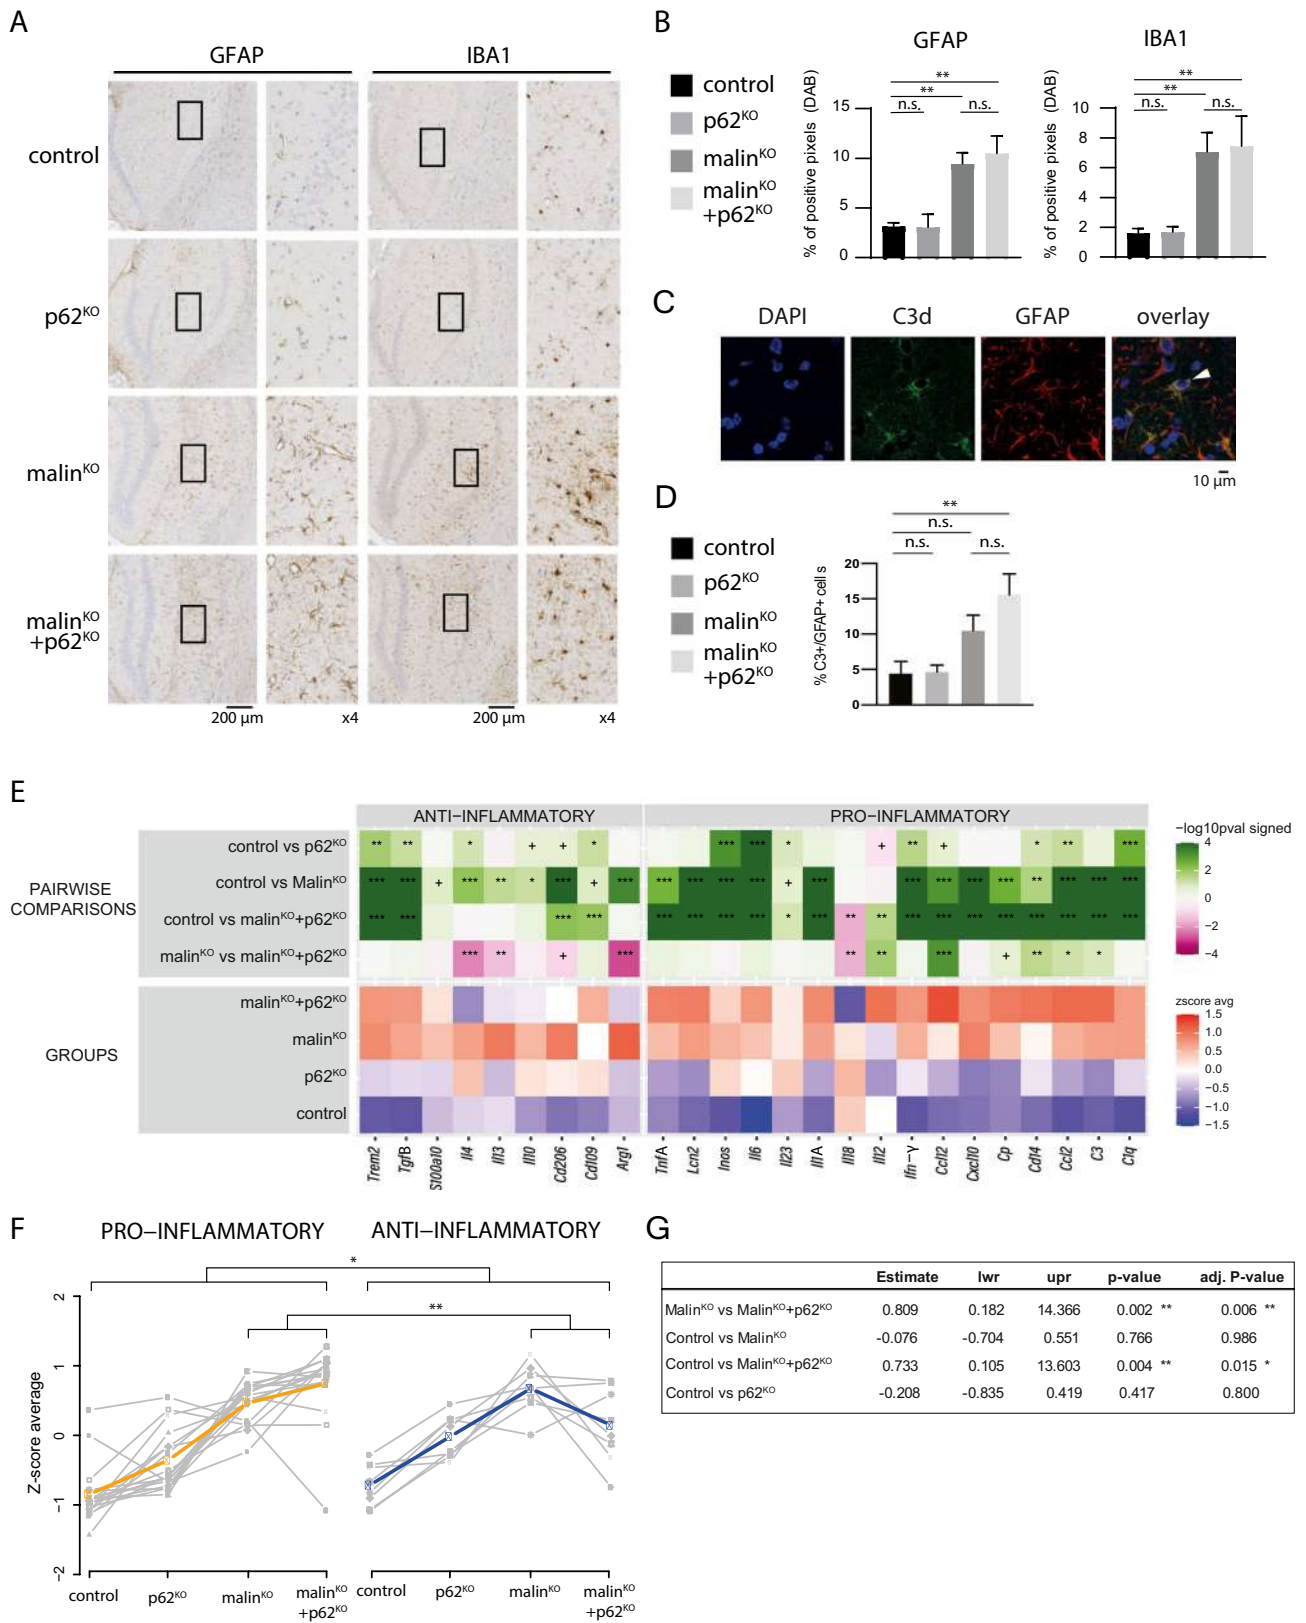 A
GFAP
IBA1
control
p62KO
malinKO
malinKO
+p62KO
200 µm
x4
200 µm
x4
B
control
p62KO
malinKO
malinKO
+p62KO
GFAP
% of positive pixels (DAB)
15
10
5
0
**
**
n.s.
n.s.
IBA1
% of positive pixels (DAB)
10
8
6
4
2
0
**
**
n.s.
n.s.
C
DAPI
C3d
GFAP
overlay
10 µm
D
control
p62KO
malinKO
malinKO
+p62KO
% C3+/GFAP+ cell s
20
15
10
5
0
**
n.s.
n.s.
n.s.
E
ANTI−INFLAMMATORY
PRO−INFLAMMATORY
PAIRWISE
COMPARISONS
control vs p62KO
** ** * + + * *** *** * + ** + * ** ***
control vs MalinKO
*** *** + *** ** * *** + *** *** *** *** *** + *** *** *** *** *** ** *** *** ***
control vs malinKO+p62KO
*** *** *** *** *** *** *** *** * *** ** ** *** *** *** *** *** *** *** ***
malinKO vs malinKO+p62KO
*** ** + *** ** ** *** + ** * *
GROUPS
malinKO+p62KO
malinKO
p62KO
control
Trem2
TgfB
S100a10
Il4
Il13
Il10
Cd206
Cd109
Arg1
TnfA
Lcn2
Inos
Il6
Il23
Il1A
Il18
Il12
Ifn−γ
Ccl12
Cxcl10
Cp
Cd14
Ccl2
C3
C1q
−log10pval signed
4
2
0
−2
−4
zscore avg
1.5
1.0
0.5
0.0
−0.5
−1.0
−1.5
F
PRO−INFLAMMATORY
ANTI−INFLAMMATORY
*
**
Z−score average
2
1
0
−1
−2
control
p62KO
malinKO
malinKO
+p62KO
control
p62KO
malinKO
malinKO
+p62KO
G
Estimate lwr upr p-value adj. P-value
MalinKO vs MalinKO+p62KO 0.809 0.182 14.366 0.002 ** 0.006 **
Control vs MalinKO -0.076 -0.704 0.551 0.766 0.986
Control vs MalinKO+p62KO 0.733 0.105 13.603 0.004 ** 0.015 *
Control vs p62KO -0.208 -0.835 0.419 0.417 0.800